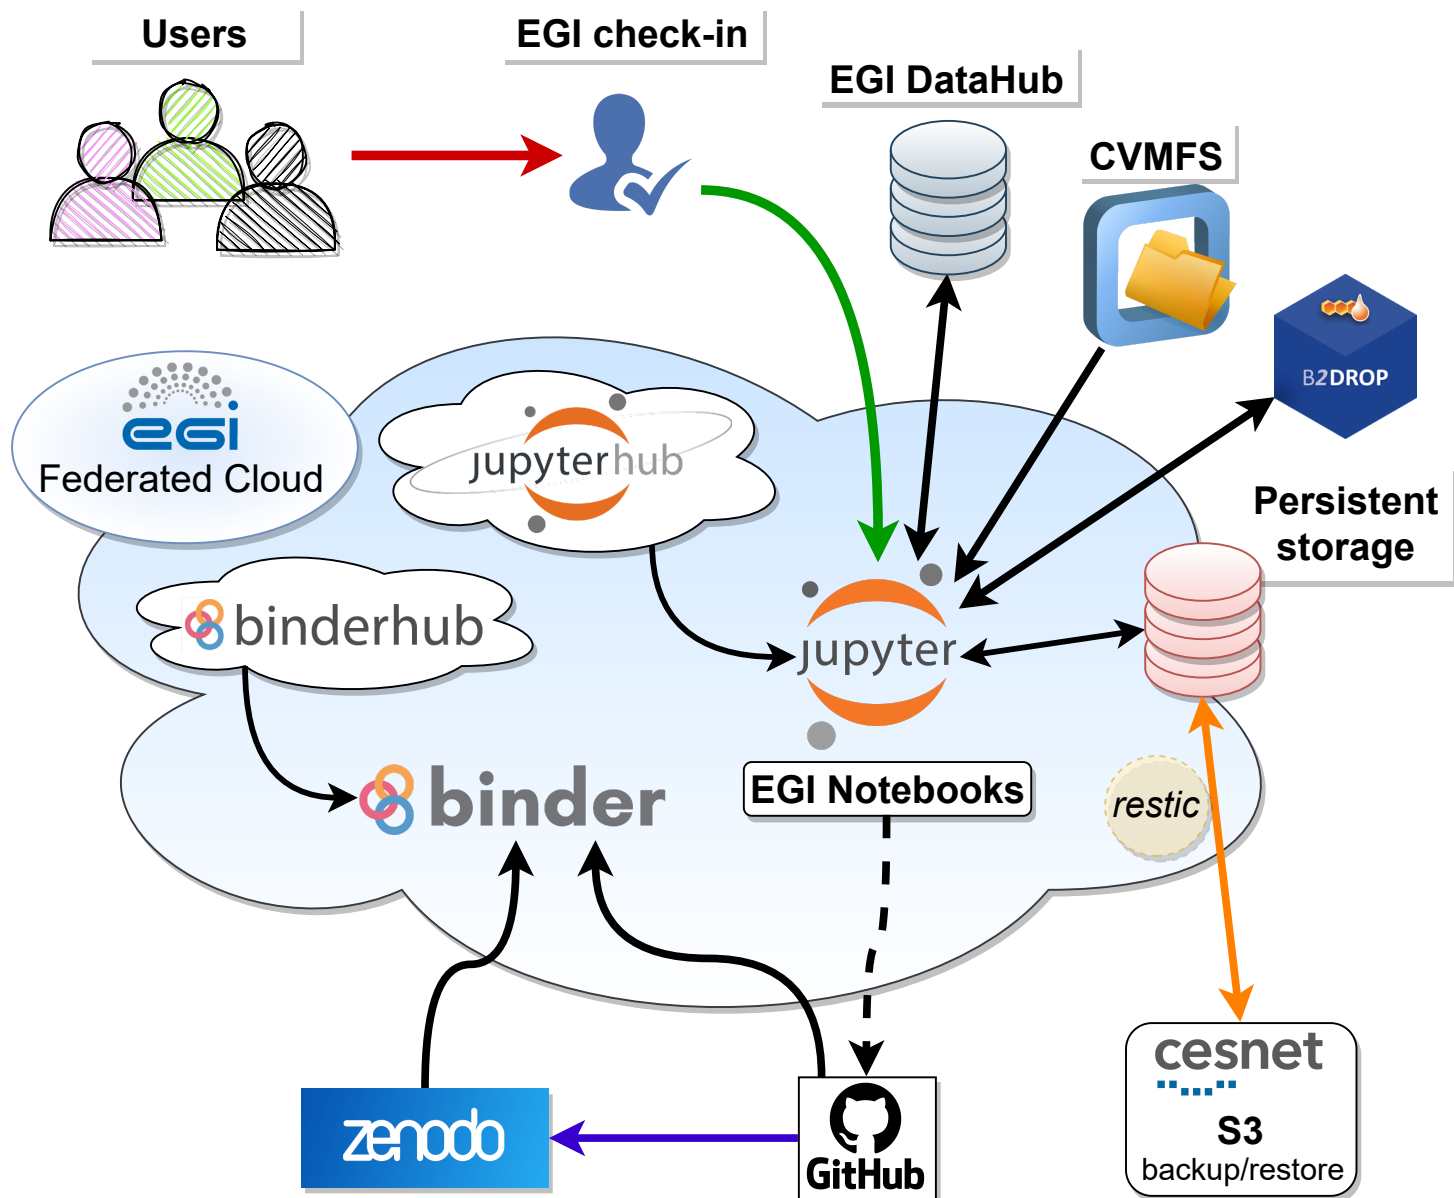 Users
EGI check-in
EGI DataHub
CVMFS
B2DROP
egi
Federated Cloud
jupyterhub
Persistent
storage
binderhub
jupyter
EGI Notebooks
binder
restic
cesnet
S3
backup/restore
zenodo
GitHub